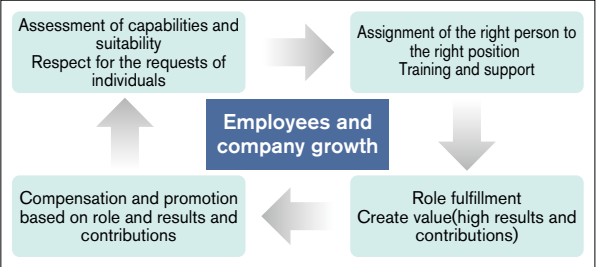 Assessment of capabilities and
suitability
Respect for the requests of
individuals
Assignment of the right person to
the right position
Training and support
Employees and
company growth
Compensation and promotion
based on role and results and
contributions
Role fulfillment
Create value(high results and
contributions)